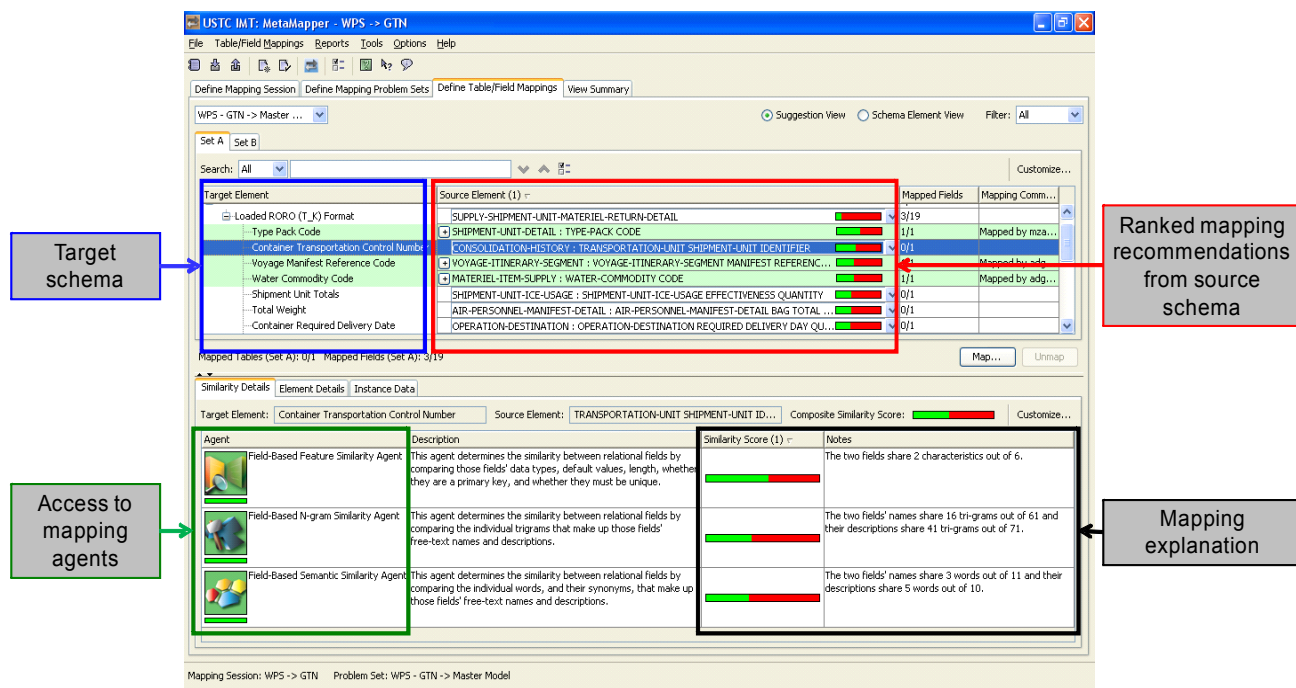 USTC IMT: MetaMapper - WPS -> GTN
File Table/Field Mappings Reports Tools Options Help
Define Mapping Session Define Mapping Problem Sets Define Table/Field Mappings View Summary
WPS - GTN -> Master ... Suggestion View Schema Element View Filter: All
Set A Set B
Search: All Customize...
Target Element Source Element (1) Mapped Fields Mapping Comm...
Loaded RORO (T_K) Format SUPPLY-SHIPMENT-UNIT-MATERIEL-RETURN-DETAIL 3/19
Type Pack Code SHIPMENT-UNIT-DETAIL : TYPE-PACK CODE 1/1 Mapped by mza...
Container Transportation Control Number CONSOLIDATION-HISTORY : TRANSPORTATION-UNIT SHIPMENT-UNIT IDENTIFIER 0/1
Voyage Manifest Reference Code VOYAGE-ITINERARY-SEGMENT : VOYAGE-ITINERARY-SEGMENT MANIFEST REFERENC... Mapped by adg...
Water Commodity Code MATERIEL-ITEM-SUPPLY : WATER-COMMODITY CODE 1/1 Mapped by adg...
Shipment Unit Totals SHIPMENT-UNIT-ICE-USAGE : SHIPMENT-UNIT-ICE-USAGE EFFECTIVENESS QUANTITY 0/1
Total Weight AIR-PERSONNEL-MANIFEST-DETAIL : AIR-PERSONNEL-MANIFEST-DETAIL BAG TOTAL ... 0/1
Container Required Delivery Date OPERATION-DESTINATION : OPERATION-DESTINATION REQUIRED DELIVERY DAY QU... 0/1
Mapped Tables (Set A): 0/1 Mapped Fields (Set A): 3/19 Map... Unmap
Target
schema
Ranked mapping
recommendations
from source
schema
Similarity Details Element Details Instance Data
Target Element: Container Transportation Control Number Source Element: TRANSPORTATION-UNIT SHIPMENT-UNIT ID... Composite Similarity Score: Customize...
Agent Description Similarity Score (1) Notes
Field-Based Feature Similarity Agent This agent determines the similarity between relational fields by The two fields share 2 characteristics out of 6.
comparing those fields' data types, default values, length, whether
they are a primary key, and whether they must be unique.
Field-Based N-gram Similarity Agent This agent determines the similarity between relational fields by The two fields' names share 16 tri-grams out of 61 and
comparing the individual trigrams that make up those fields' their descriptions share 41 tri-grams out of 71.
free-text names and descriptions.
Field-Based Semantic Similarity Agent This agent determines the similarity between relational fields by The two fields' names share 3 words out of 11 and their
comparing the individual words, and their synonyms, that make up descriptions share 5 words out of 10.
those fields' free-text names and descriptions.
Access to
mapping
agents
Mapping
explanation
Mapping Session: WPS -> GTN Problem Set: WPS - GTN -> Master Model